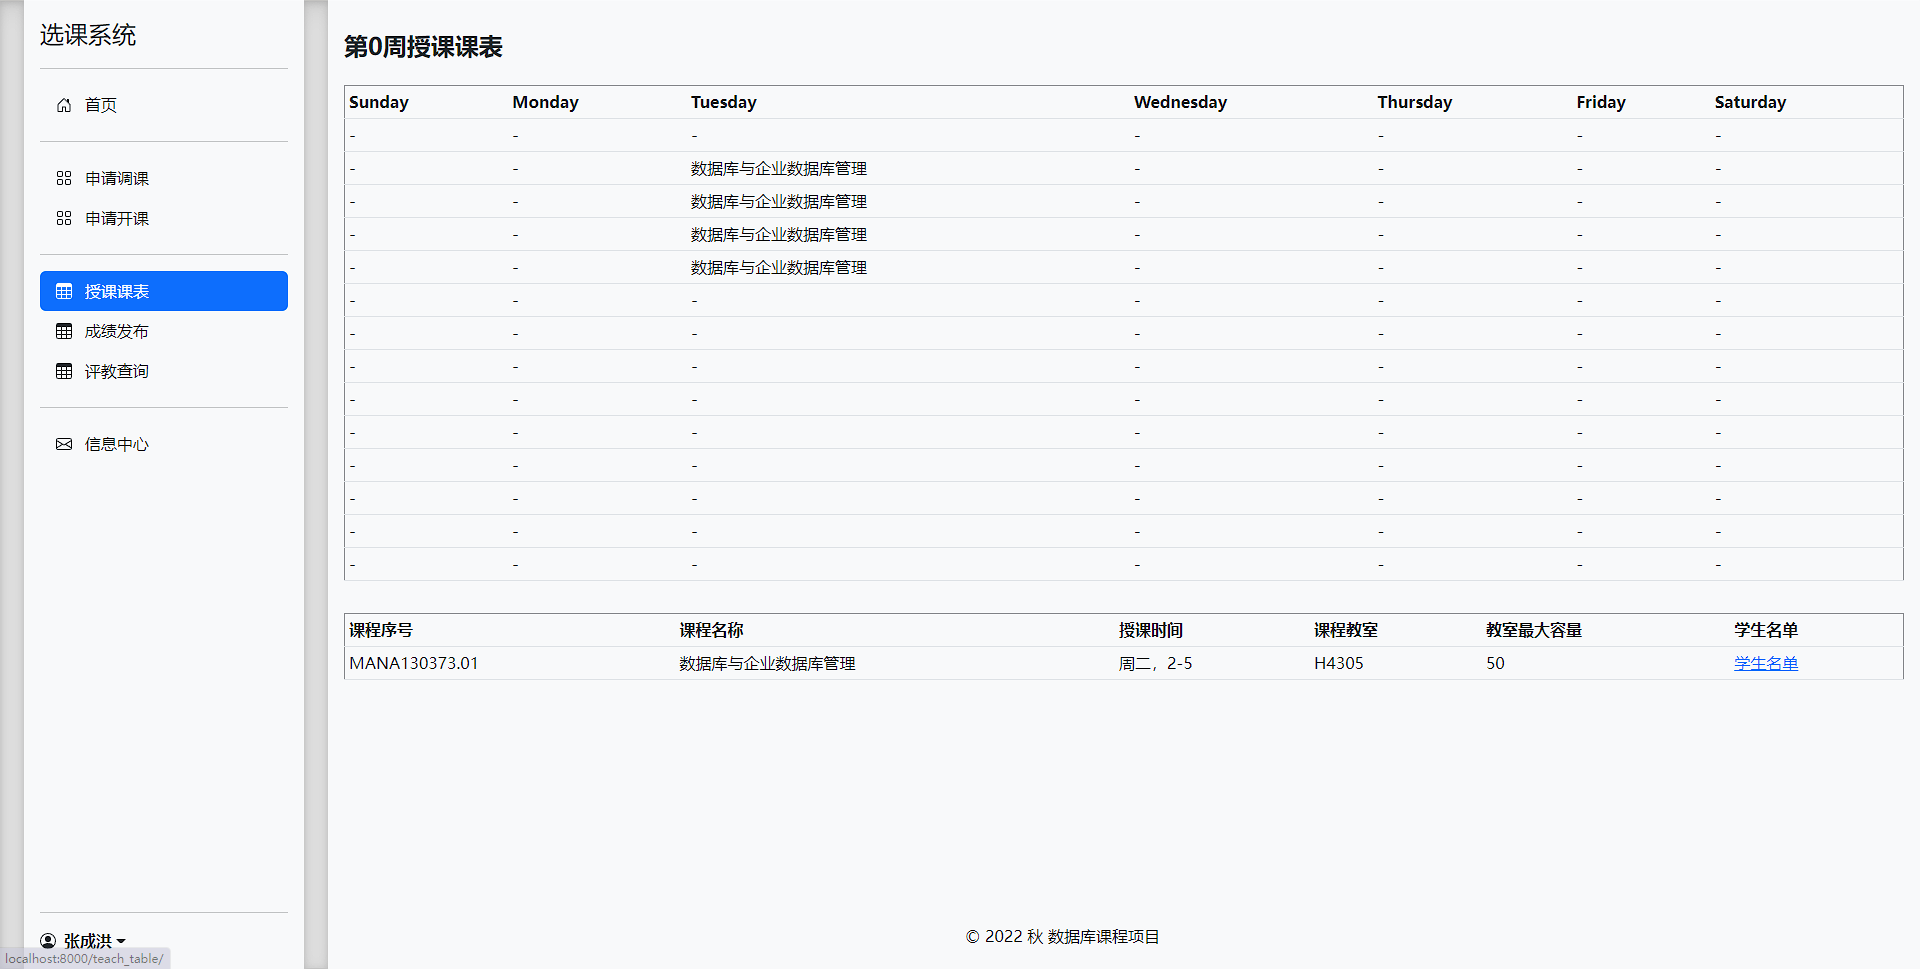 选课系统
首页
申请调课
申请开课
授课课表
成绩发布
评教查询
信息中心
张成洪
localhost:8000/teach_table/
第0周授课课表
Sunday Monday Tuesday Wednesday Thursday Friday Saturday
- - - - - - -
- - 数据库与企业数据库管理 - - - -
- - 数据库与企业数据库管理 - - - -
- - 数据库与企业数据库管理 - - - -
- - 数据库与企业数据库管理 - - - -
- - - - - - -
- - - - - - -
- - - - - - -
- - - - - - -
- - - - - - -
- - - - - - -
- - - - - - -
- - - - - - -
- - - - - - -
课程序号 课程名称 授课时间 课程教室 教室最大容量 学生名单
MANA130373.01 数据库与企业数据库管理 周二，2-5 H4305 50 学生名单
© 2022 秋 数据库课程项目